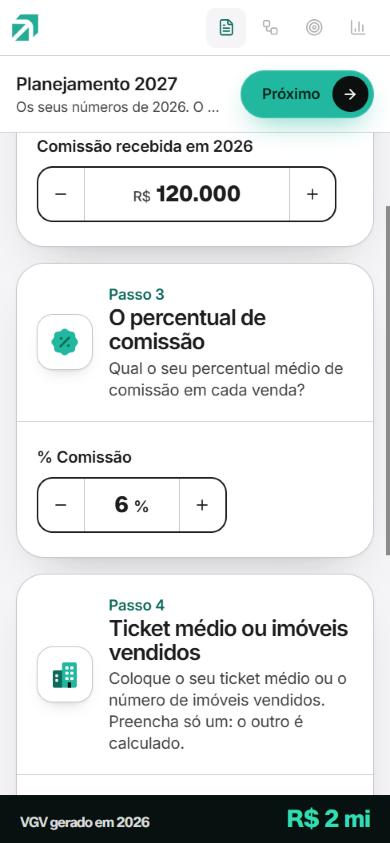 Planejamento 2027
Os seus números de 2026. O ...
Próximo
Comissão recebida em 2026
− R$ 120.000 +
Passo 3
O percentual de
comissão
Qual o seu percentual médio de
comissão em cada venda?
% Comissão
− 6 % +
Passo 4
Ticket médio ou imóveis
vendidos
Coloque o seu ticket médio ou o
número de imóveis vendidos.
Preencha só um: o outro é
calculado.
VGV gerado em 2026
R$ 2 mi